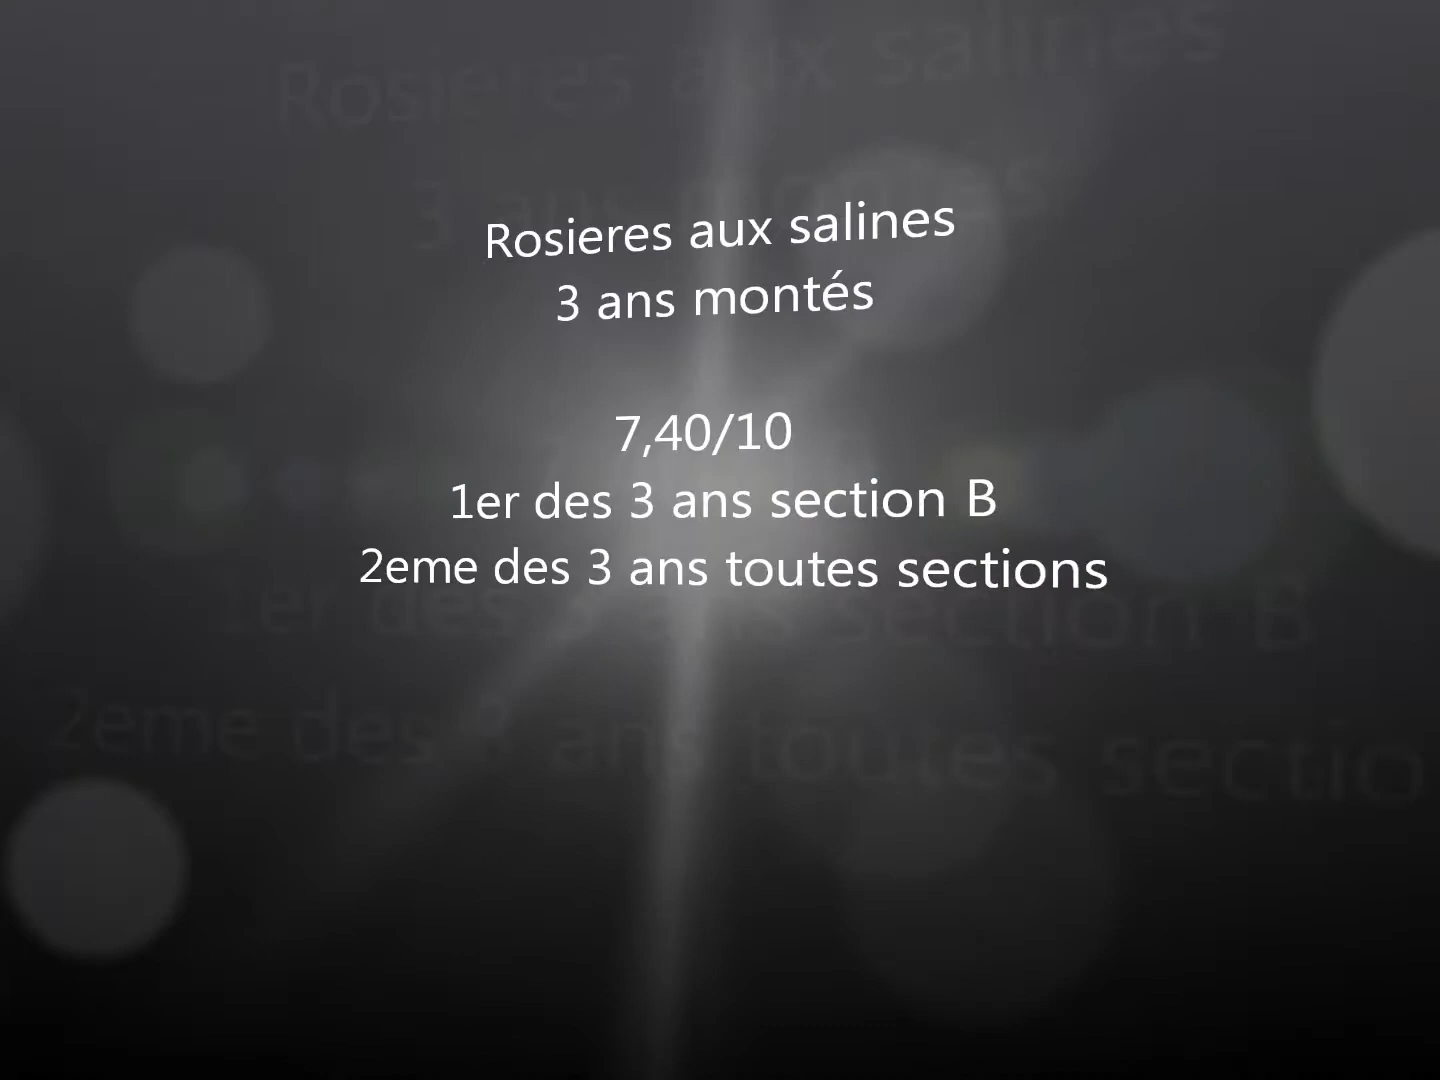 Rosieres aux salines
3 ans montés
7,40/10
1er des 3 ans section B
2eme des 3 ans toutes sections